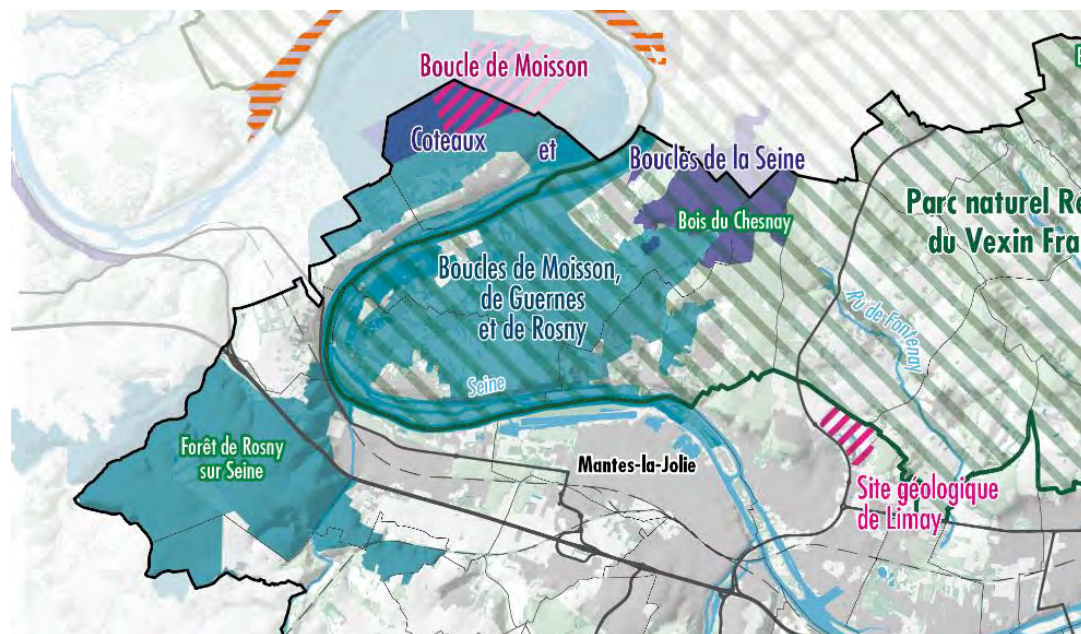 Boucle de Moisson
Coteaux et
Boucles de la Seine
Bois du Chesnay
Parc naturel
du Vexin
Boucles de Moisson,
de Guernes
et de Rosny
Ru de Fontenay
Seine
Forêt de Rosny
sur Seine
Mantes-la-Jolie
Site géologique
de Limay